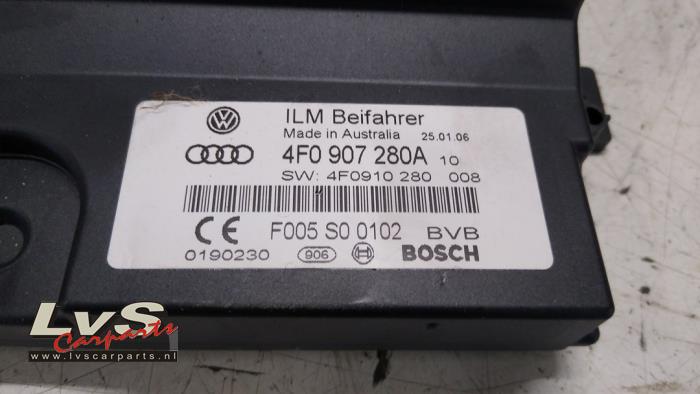 ILM Beifahrer
Made in Australia 25.01.06
4F0 907 280A 10
SW: 4F0910 280 008
F005 S0 0102 BVB
0190230 906 BOSCH
LvS
Carparts
www.lvscarparts.nl